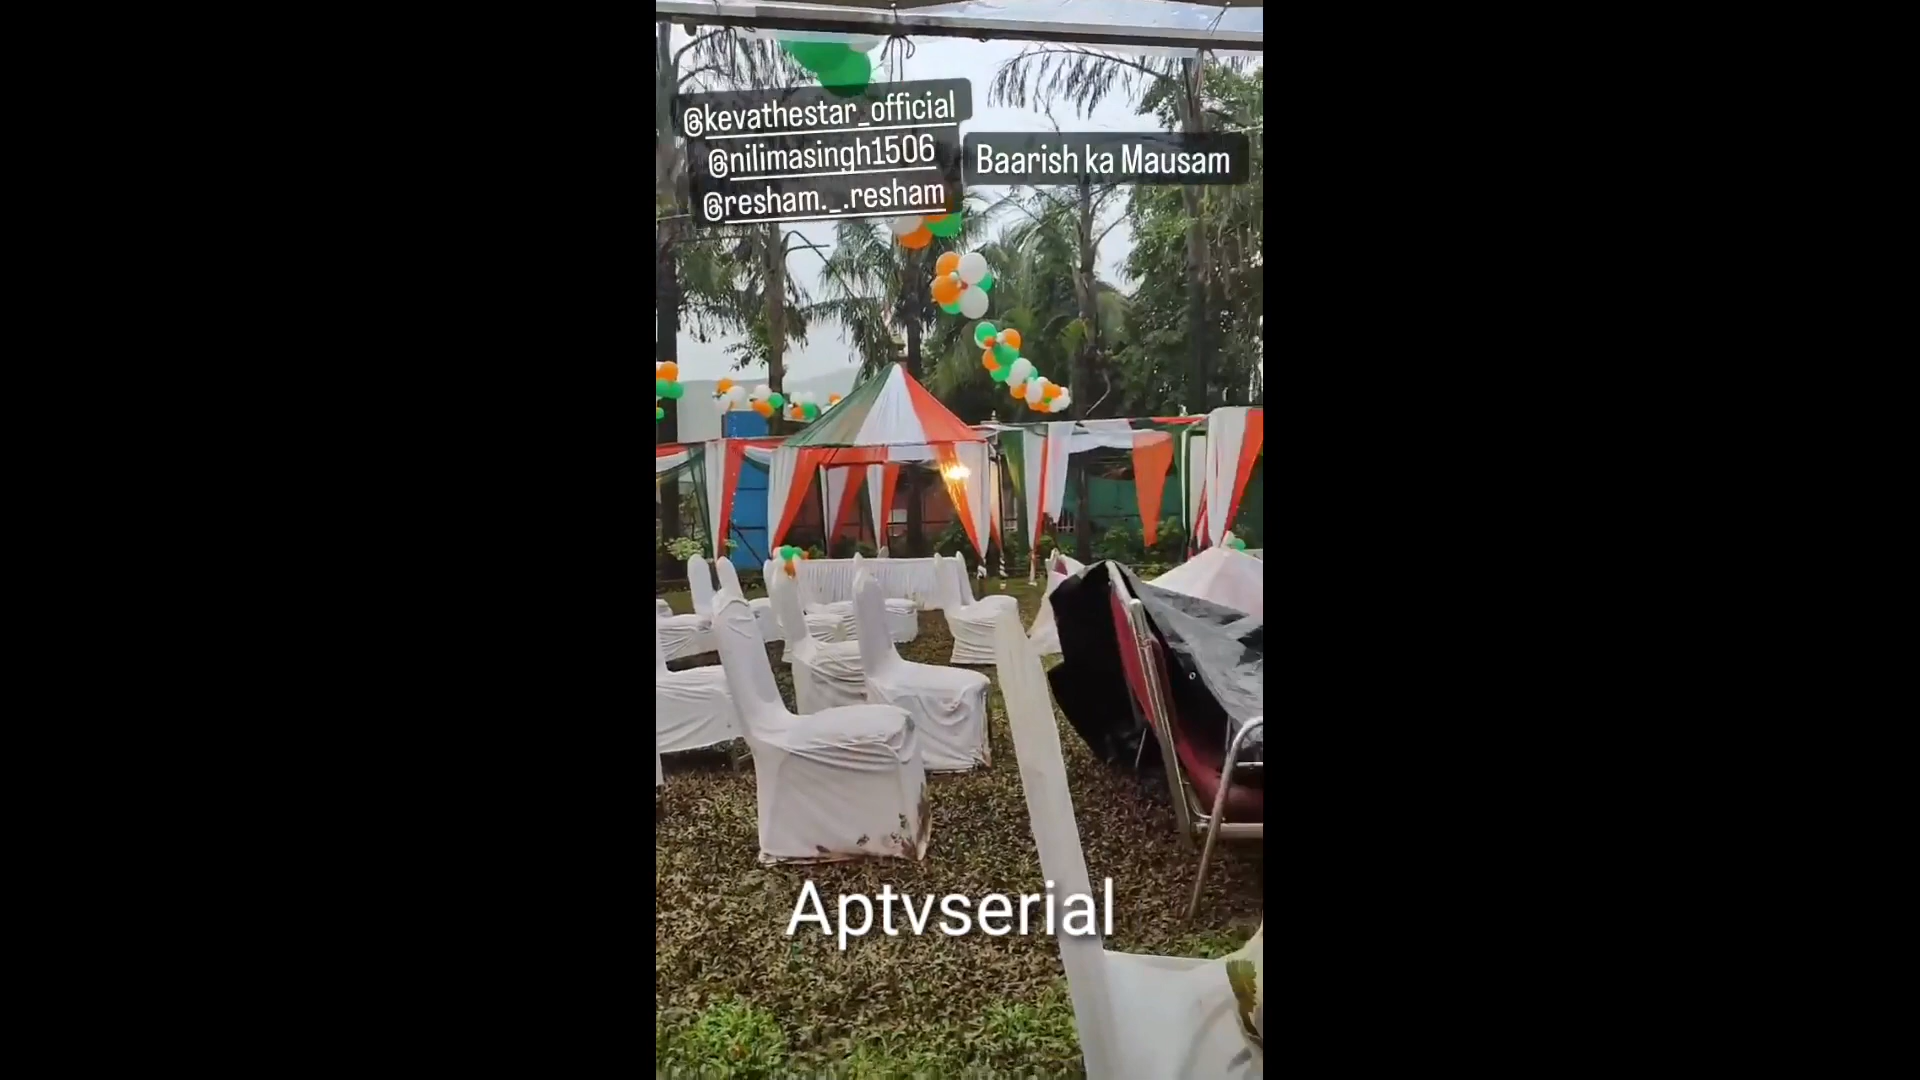 @kevathestar_official
@nilimasingh1506
@resham._.resham
Baarish ka Mausam
Aptvserial